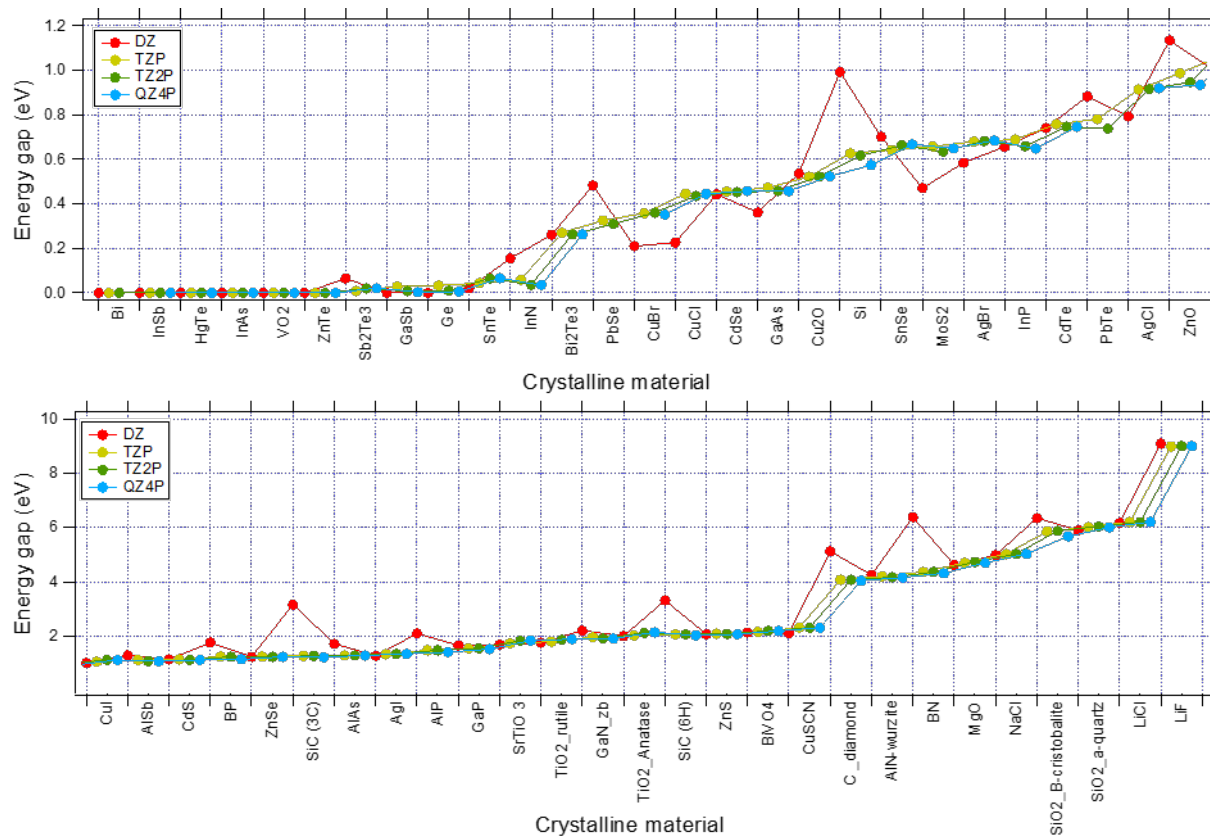 Energy gap (eV)
1.2
1.0
0.8
0.6
0.4
0.2
0.0
DZ
TZP
TZ2P
QZ4P
Bi
InSb
HgTe
InAs
VO2
ZnTe
Sb2Te3
GaSb
Ge
SnTe
InN
Bi2Te3
PbSe
CuBr
CuCl
CdSe
GaAs
Cu2O
Si
SnSe
MoS2
AgBr
InP
CdTe
PbTe
AgCl
ZnO
Crystalline material
Energy gap (eV)
10
8
6
4
2
DZ
TZP
TZ2P
QZ4P
CuI
AlSb
CdS
BP
ZnSe
SiC (3C)
AlAs
AgI
AlP
GaP
SrTiO 3
TiO2_rutile
GaN_zb
TiO2_Anatase
SiC (6H)
ZnS
BiVO4
CuSCN
C_diamond
AlN-wurzite
BN
MgO
NaCl
SiO2_B-cristobalite
SiO2_a-quartz
LiCl
LiF
Crystalline material